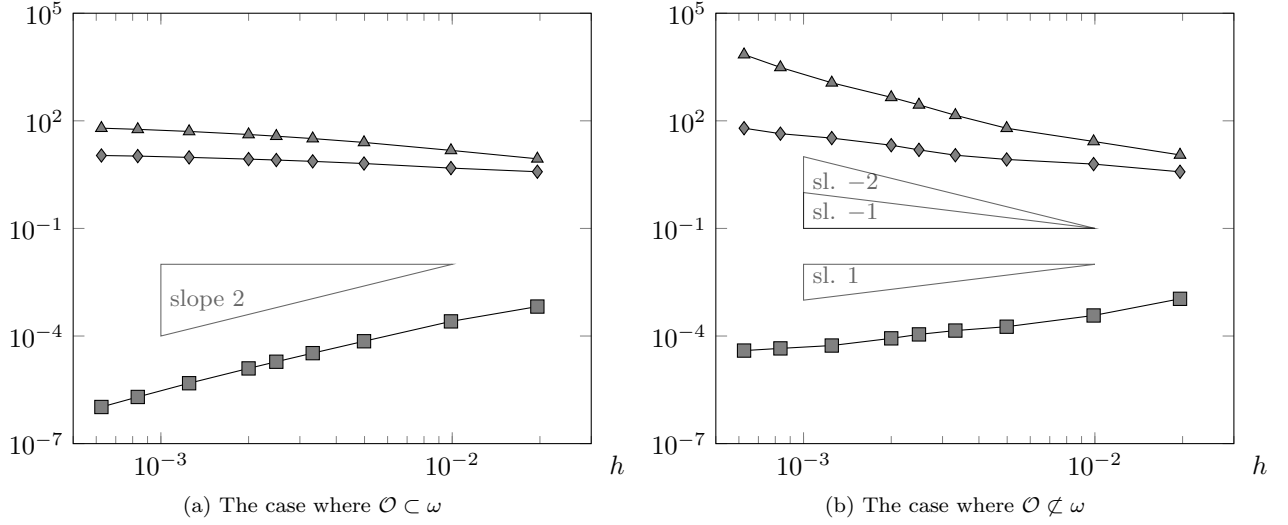 10^5
10^2
10^−1
10^−4
10^−7
slope 2
10^−3
10^−2
h
(a) The case where 𝒪 ⊂ ω
10^5
10^2
10^−1
10^−4
10^−7
sl. −2
sl. −1
sl. 1
10^−3
10^−2
h
(b) The case where 𝒪 ⊄ ω